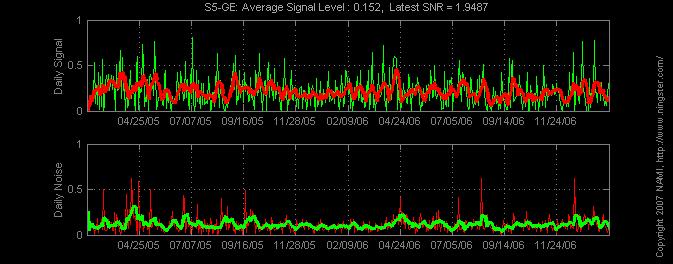 S5-GE: Average Signal Level : 0.152,  Latest SNR = 1.9487
Daily Signal
1
0.5
0
04/25/05 07/07/05 09/16/05 11/28/05 02/09/06 04/24/06 07/05/06 09/14/06 11/24/06
Daily Noise
1
0.5
0
04/25/05 07/07/05 09/16/05 11/28/05 02/09/06 04/24/06 07/05/06 09/14/06 11/24/06
Copyright 2007 NAMI, http://www.ningster.com/